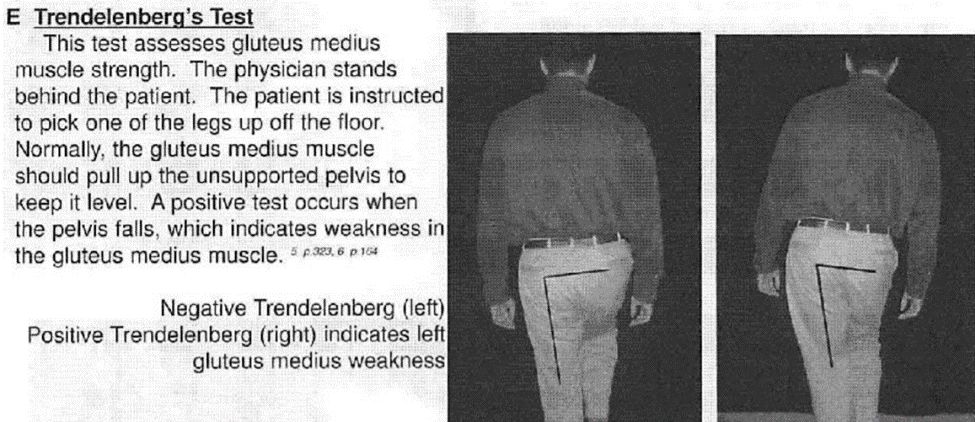 E Trendelenberg's Test
This test assesses gluteus medius
muscle strength. The physician stands
behind the patient. The patient is instructed
to pick one of the legs up off the floor.
Normally, the gluteus medius muscle
should pull up the unsupported pelvis to
keep it level. A positive test occurs when
the pelvis falls, which indicates weakness in
the gluteus medius muscle. 5 p.323, 6 p.164
Negative Trendelenberg (left)
Positive Trendelenberg (right) indicates left
gluteus medius weakness